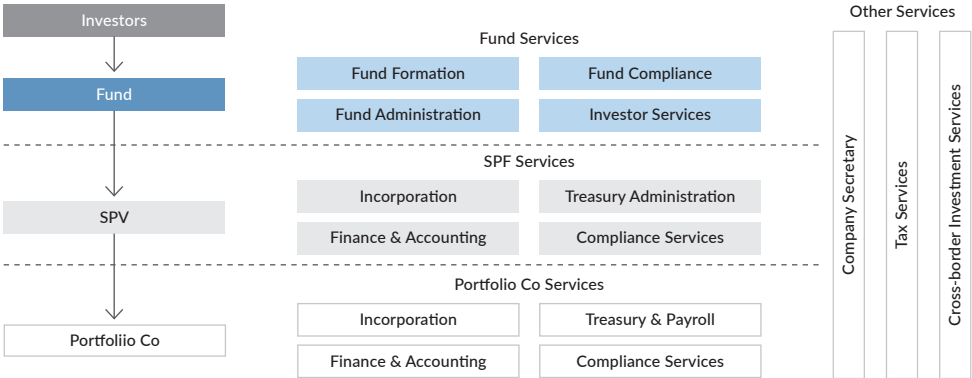 Investors
Fund
SPV
Portfoliio Co
Fund Services
Fund Formation
Fund Compliance
Fund Administration
Investor Services
SPF Services
Incorporation
Treasury Administration
Finance & Accounting
Compliance Services
Portfolio Co Services
Incorporation
Treasury & Payroll
Finance & Accounting
Compliance Services
Other Services
Company Secretary
Tax Services
Cross-border Investment Services